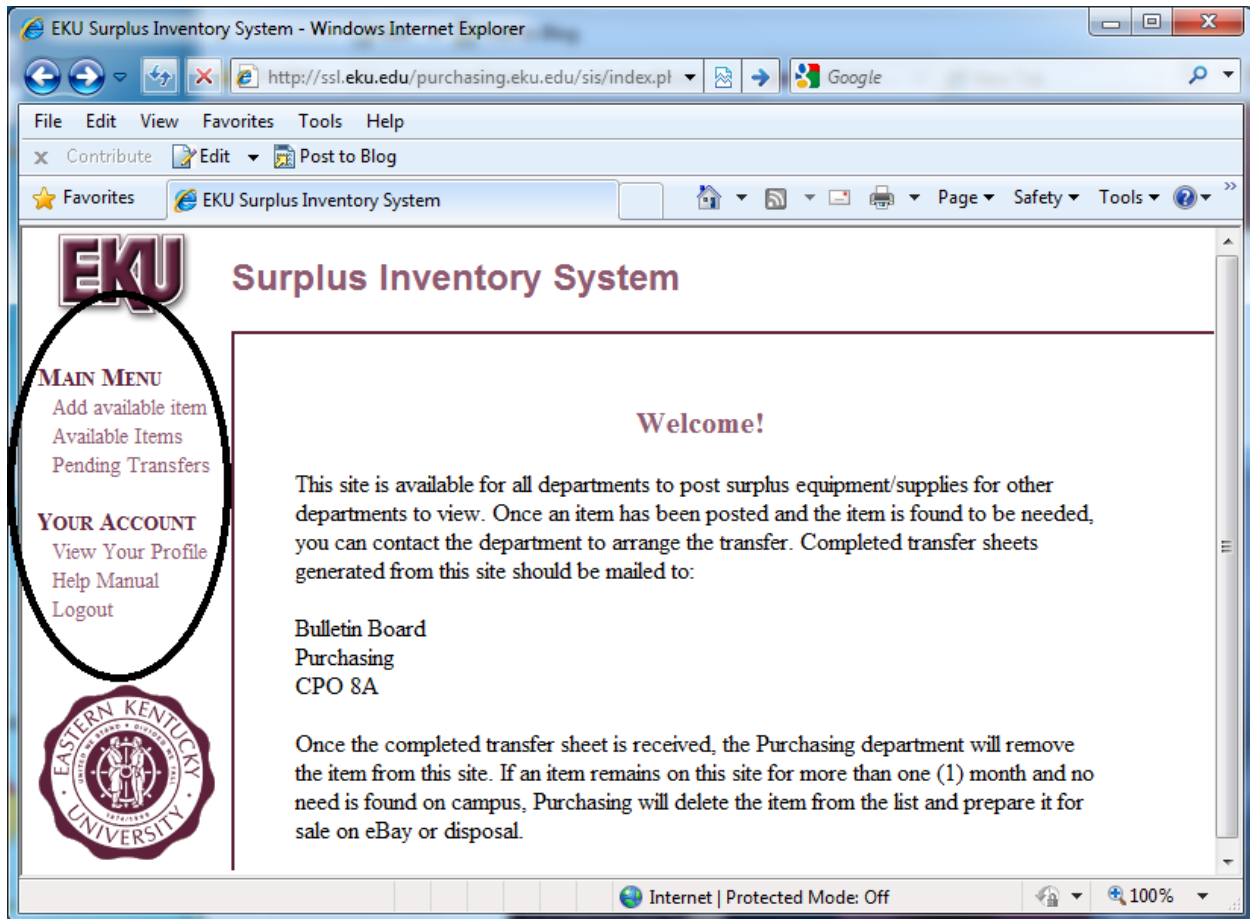 EKU Surplus Inventory System - Windows Internet Explorer
http://ssl.eku.edu/purchasing.eku.edu/sis/index.ph
Google
File Edit View Favorites Tools Help
x Contribute Edit Post to Blog
Favorites EKU Surplus Inventory System Page Safety Tools
EKU
Surplus Inventory System
MAIN MENU
Add available item
Available Items
Pending Transfers
YOUR ACCOUNT
View Your Profile
Help Manual
Logout
EASTERN KENTUCKY UNIVERSITY
Welcome!
This site is available for all departments to post surplus equipment/supplies for other
departments to view. Once an item has been posted and the item is found to be needed,
you can contact the department to arrange the transfer. Completed transfer sheets
generated from this site should be mailed to:
Bulletin Board
Purchasing
CPO 8A
Once the completed transfer sheet is received, the Purchasing department will remove
the item from this site. If an item remains on this site for more than one (1) month and no
need is found on campus, Purchasing will delete the item from the list and prepare it for
sale on eBay or disposal.
Internet | Protected Mode: Off 100%